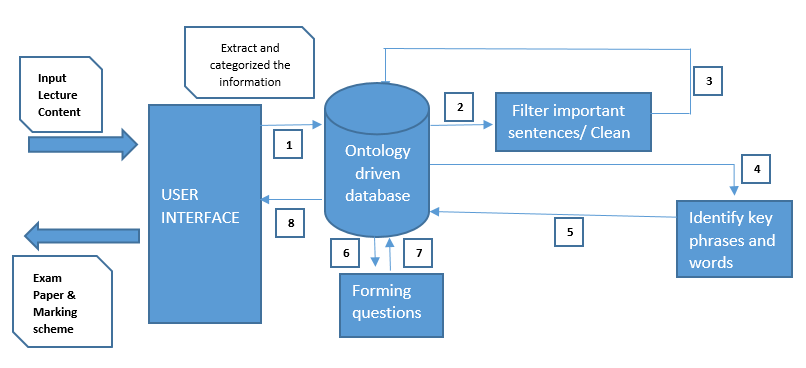 Extract and
categorized the
information
Input
Lecture
Content
3
2
Filter important
sentences/ Clean
1
Ontology
driven
database
4
USER
INTERFACE
8
5
Identify key
phrases and
words
6
7
Exam
Paper &
Marking
scheme
Forming
questions